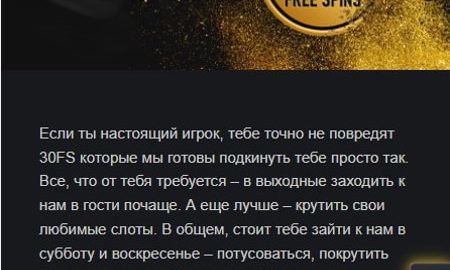 FREE SPINS
Если ты настоящий игрок, тебе точно не повредят
30FS которые мы готовы подкинуть тебе просто так.
Все, что от тебя требуется – в выходные заходить к
нам в гости почаще. А еще лучше – крутить свои
любимые слоты. В общем, стоит тебе зайти к нам в
субботу и воскресенье – потусоваться, покрутить